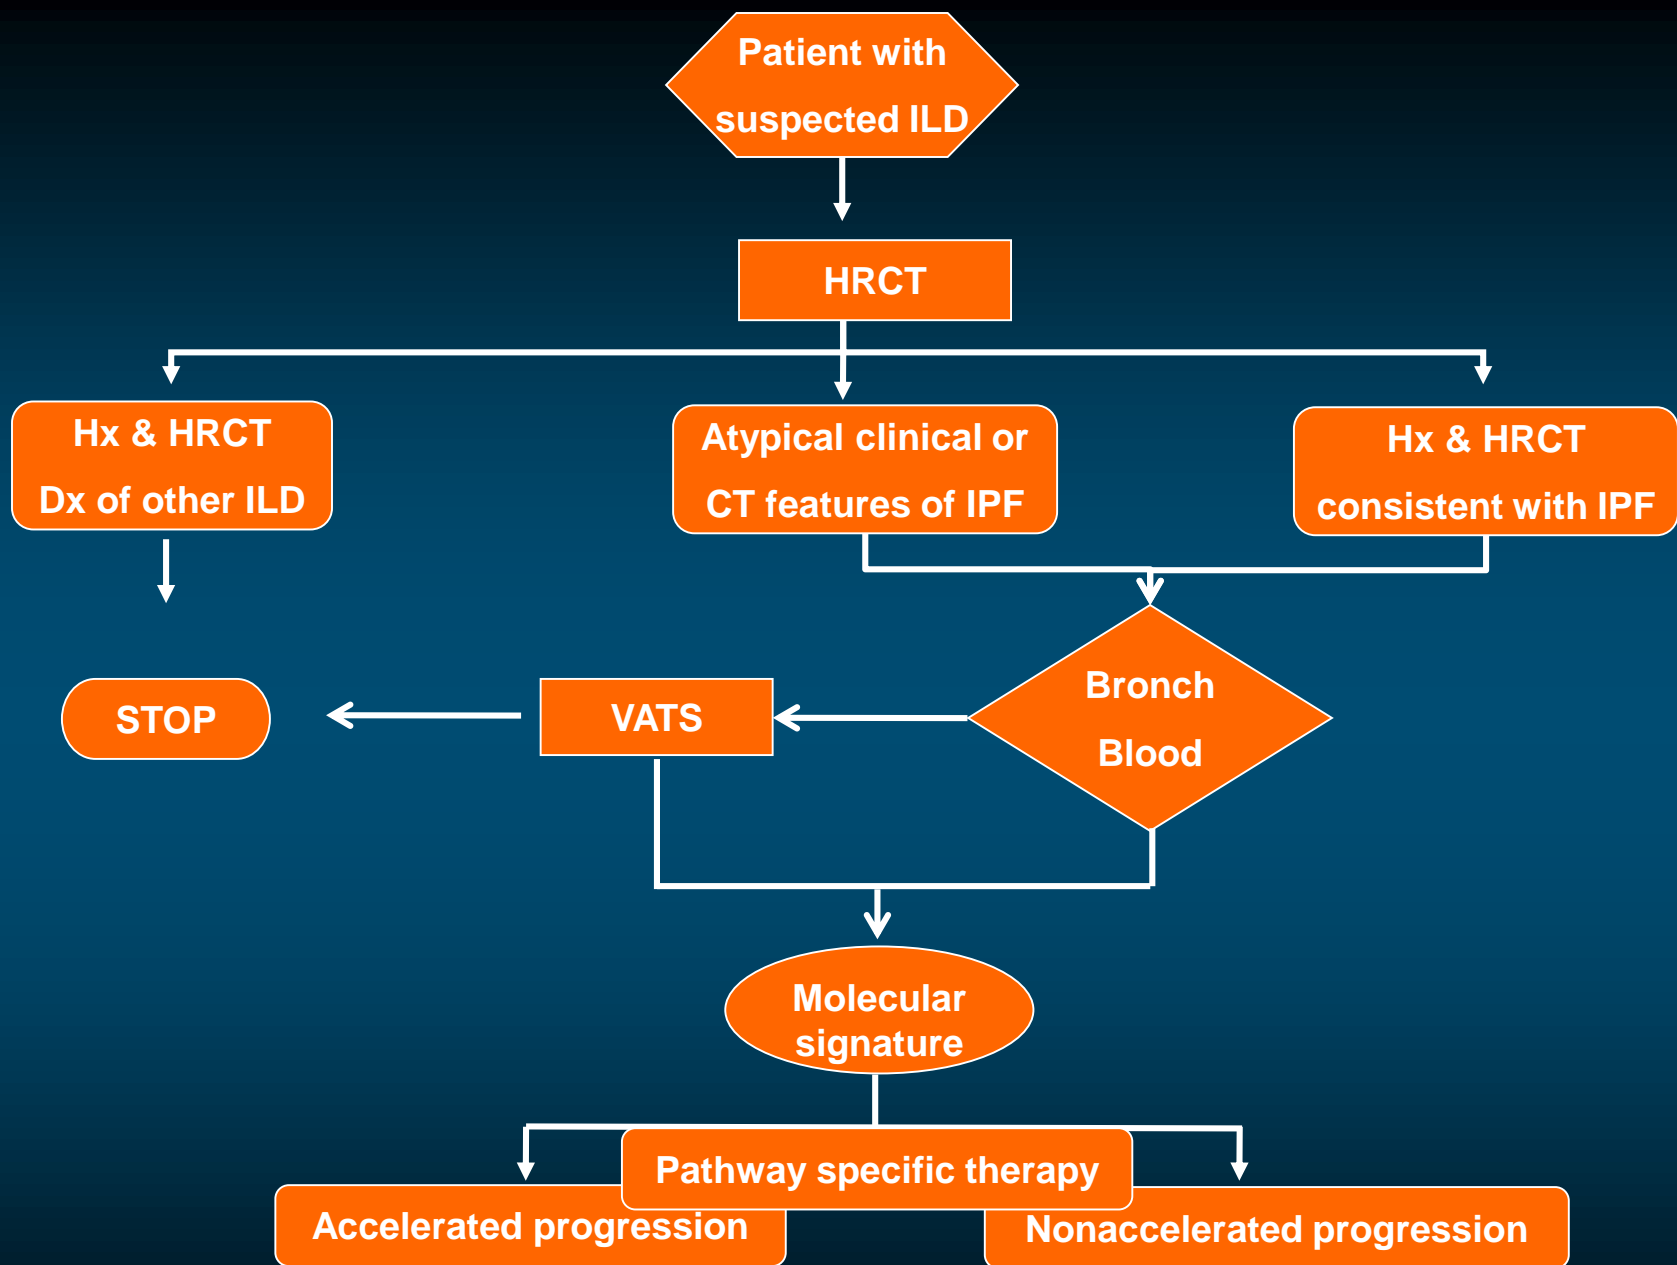 Patient with
suspected ILD
HRCT
Hx & HRCT
Dx of other ILD
Atypical clinical or
CT features of IPF
Hx & HRCT
consistent with IPF
Bronch
Blood
VATS
STOP
Molecular
signature
Pathway specific therapy
Accelerated progression
Nonaccelerated progression